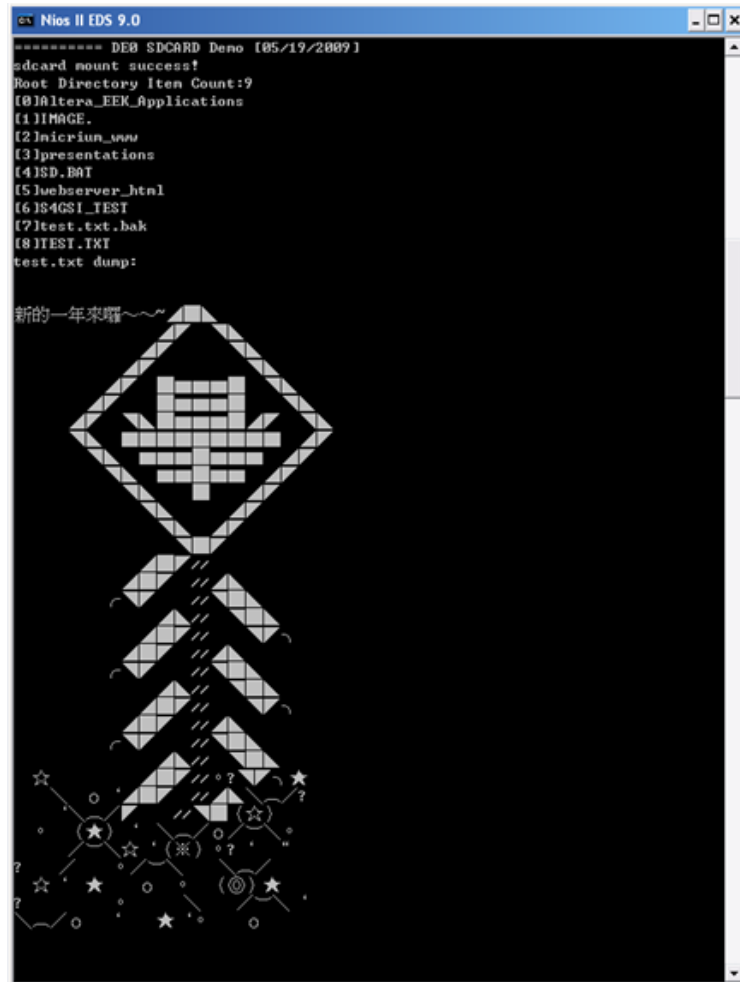 Nios II EDS 9.0
========== DE0 SDCARD Demo [05/19/2009]
sdcard mount success!
Root Directory Item Count:9
[0]Altera_EEK_Applications
[1]IMAGE.
[2]micrium_www
[3]presentations
[4]SD.BAT
[5]webserver_html
[6]S4GSI_TEST
[7]test.txt.bak
[8]TEST.TXT
test.txt dump:
新的一年來囉～～~